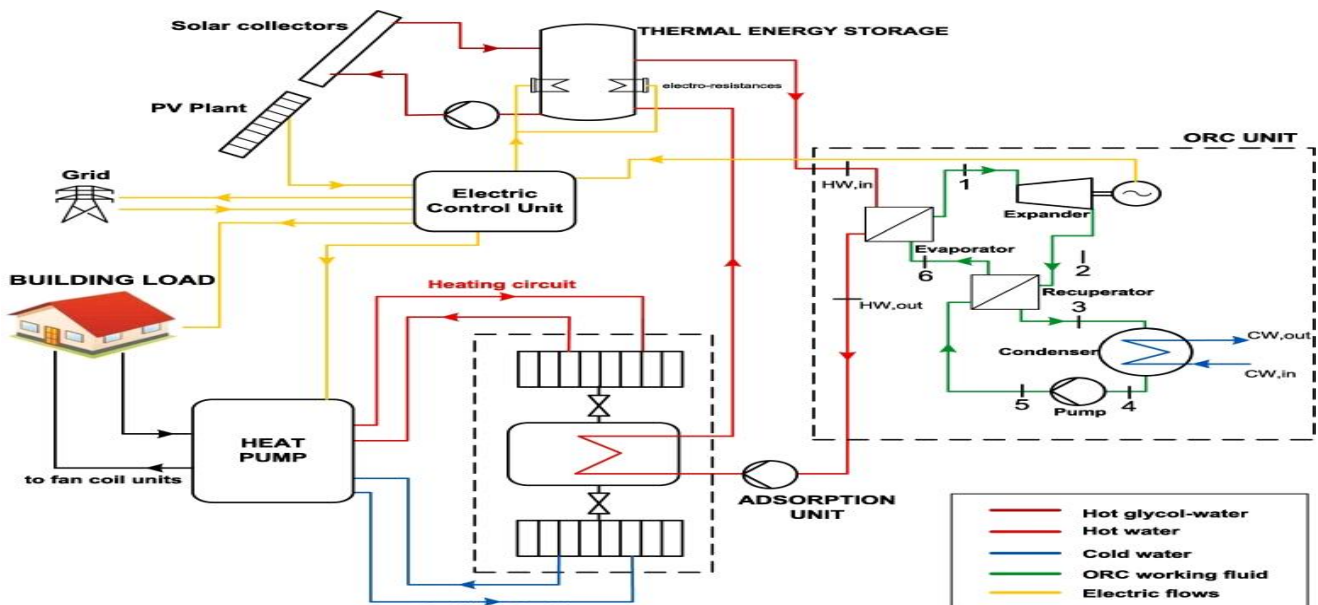 Solar collectors
THERMAL ENERGY STORAGE
electro-resistances
PV Plant
ORC UNIT
Grid
Electric
Control Unit
HW,in
1
Expander
Evaporator
6
2
BUILDING LOAD
Heating circuit
Recuperator
HW,out
3
Condenser
CW,out
CW,in
5
Pump
4
HEAT
PUMP
to fan coil units
ADSORPTION
UNIT
Hot glycol-water
Hot water
Cold water
ORC working fluid
Electric flows